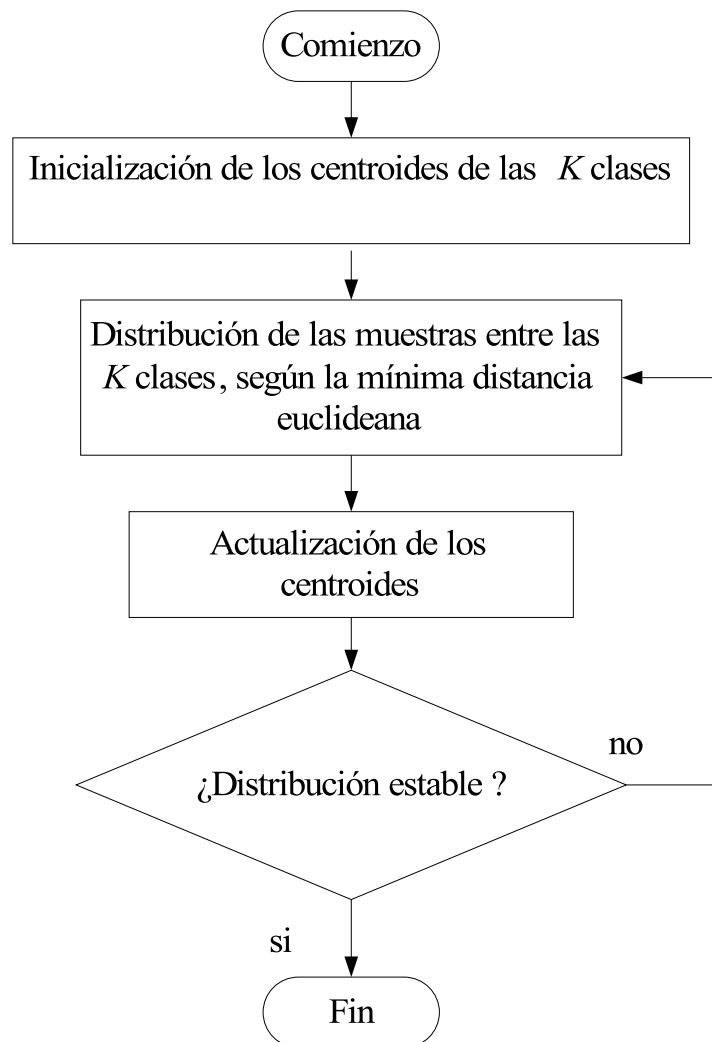 Comienzo
Inicialización de los centroides de las K clases
Distribución de las muestras entre las
K clases, según la mínima distancia
euclideana
Actualización de los
centroides
¿Distribución estable ?
no
si
Fin